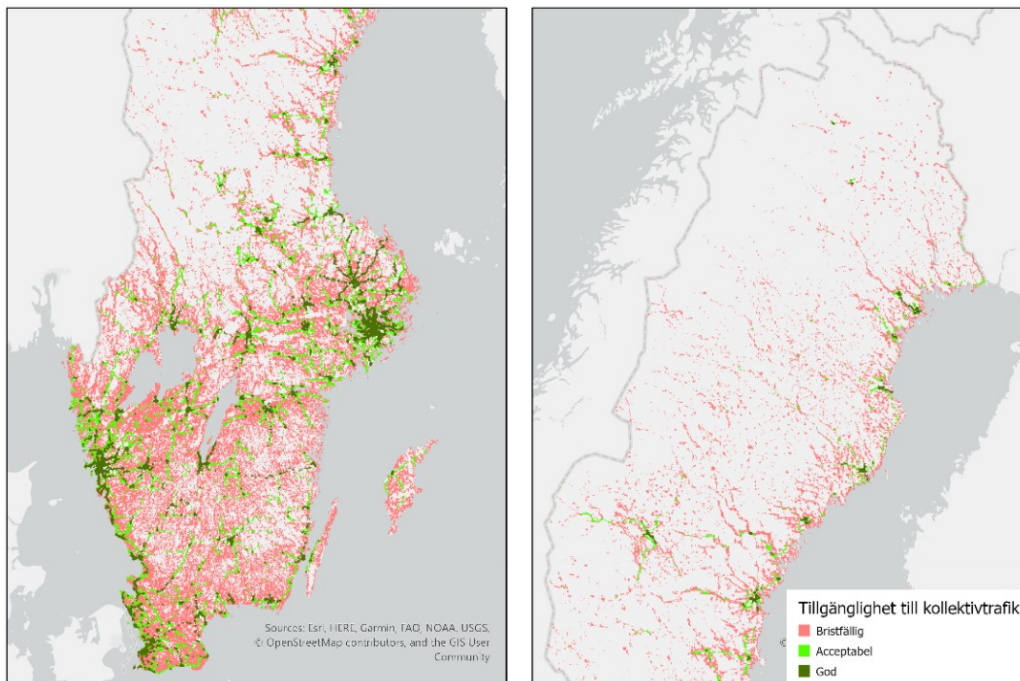 Sources: Esri, HERE, Garmin, FAO, NOAA, USGS,
© OpenStreetMap contributors, and the GIS User
Community
©
Tillgänglighet till kollektivtrafik
Bristfällig
Acceptabel
God